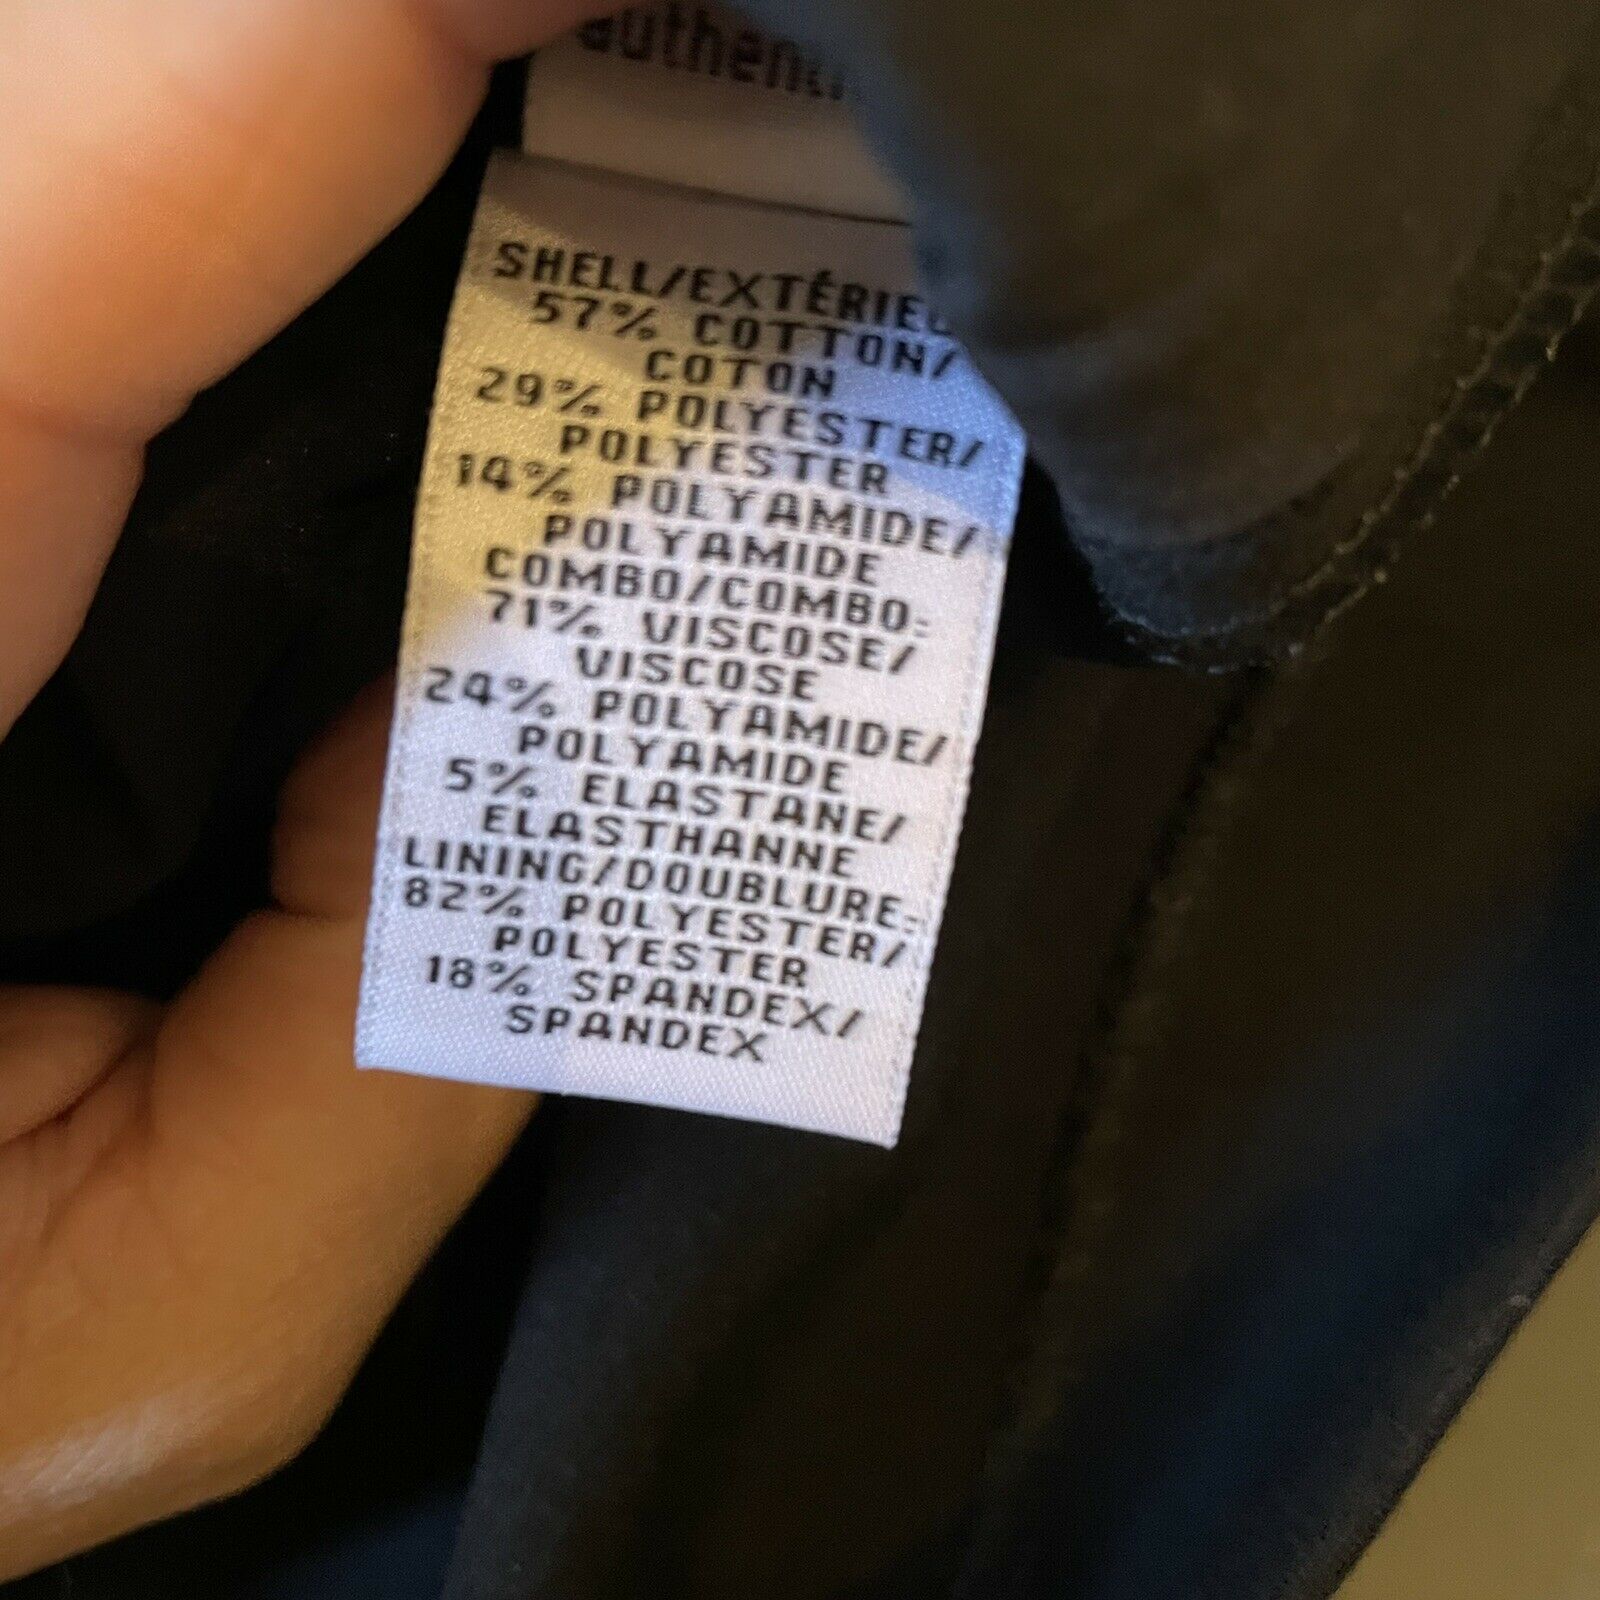 SHELL/EXTÉRIEU
57% COTTON/
COTON
29% POLYESTER/
POLYESTER
14% POLYAMIDE/
POLYAMIDE
COMBO/COMBO:
71% VISCOSE/
VISCOSE
24% POLYAMIDE/
POLYAMIDE
5% ELASTANE/
ELASTHANNE
LINING/DOUBLURE:
82% POLYESTER/
POLYESTER
18% SPANDEX/
SPANDEX